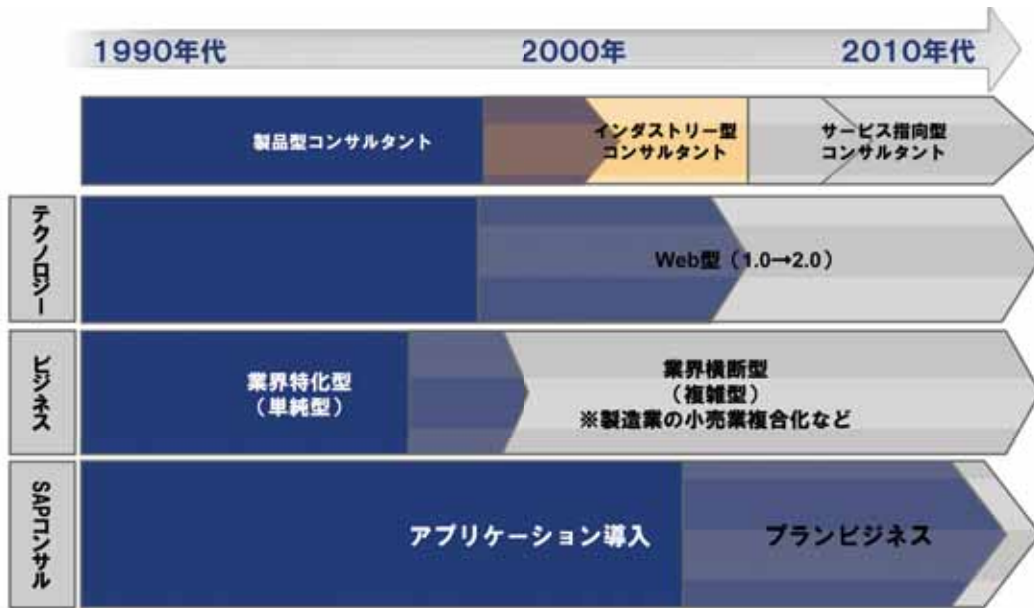 1990年代
2000年
2010年代
製品型コンサルタント
インダストリー型
コンサルタント
サービス指向型
コンサルタント
テクノロジー
Web型（1.0→2.0）
ビジネス
業界特化型
（単純型）
業界横断型
（複雑型）
※製造業の小売業複合化など
SAPコンサル
アプリケーション導入
プランビジネス